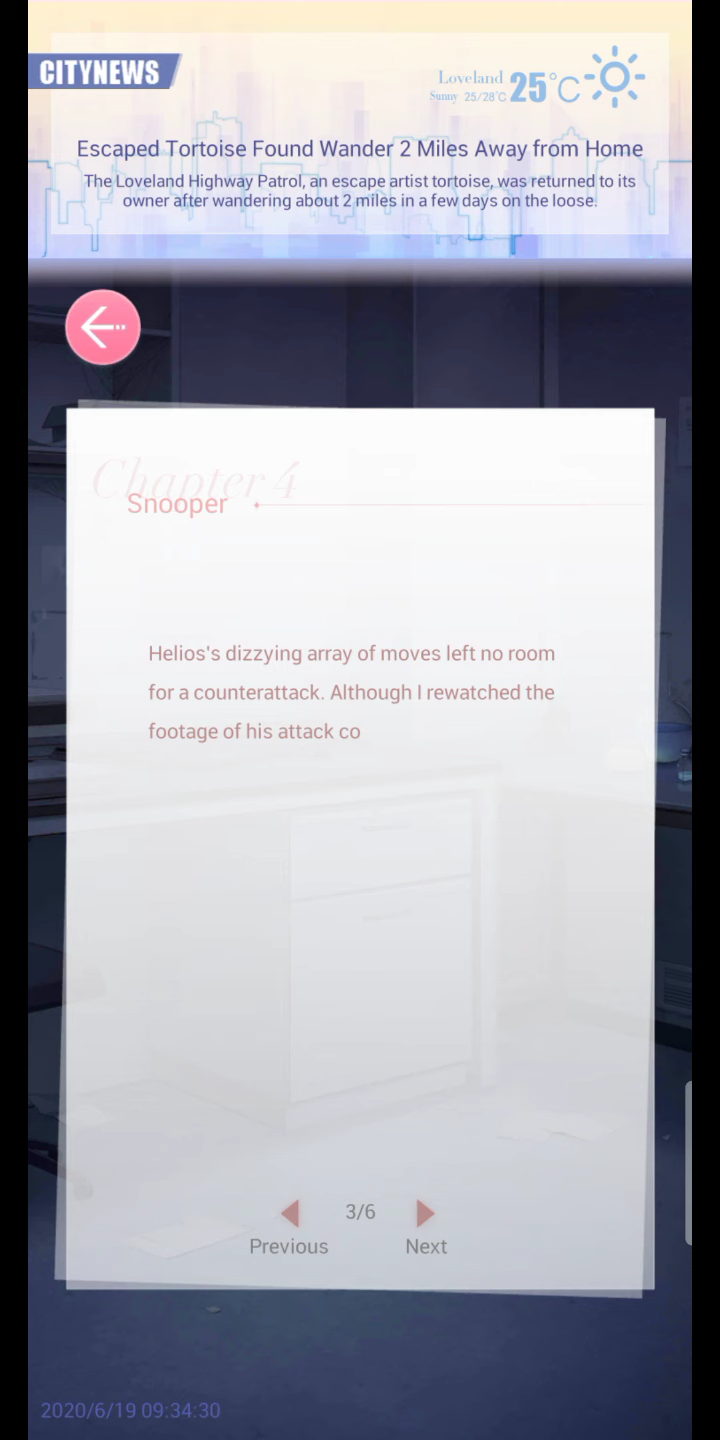 CITYNEWS
Loveland
Sunny 25/28°C
25°C
Escaped Tortoise Found Wander 2 Miles Away from Home
The Loveland Highway Patrol, an escape artist tortoise, was returned to its
owner after wandering about 2 miles in a few days on the loose.
Chapter 4
Snooper
Helios's dizzying array of moves left no room
for a counterattack. Although I rewatched the
footage of his attack co
3/6
Previous
Next
2020/6/19 09:34:30